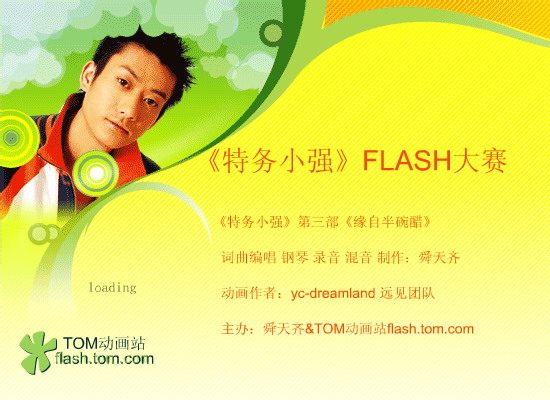 《特务小强》FLASH大赛
《特务小强》第三部《缘自半碗醋》
词曲编唱 钢琴 录音 混音 制作：舜天齐
loading
动画作者：yc-dreamland 远见团队
主办：舜天齐&TOM动画站flash.tom.com
TOM动画站
flash.tom.com